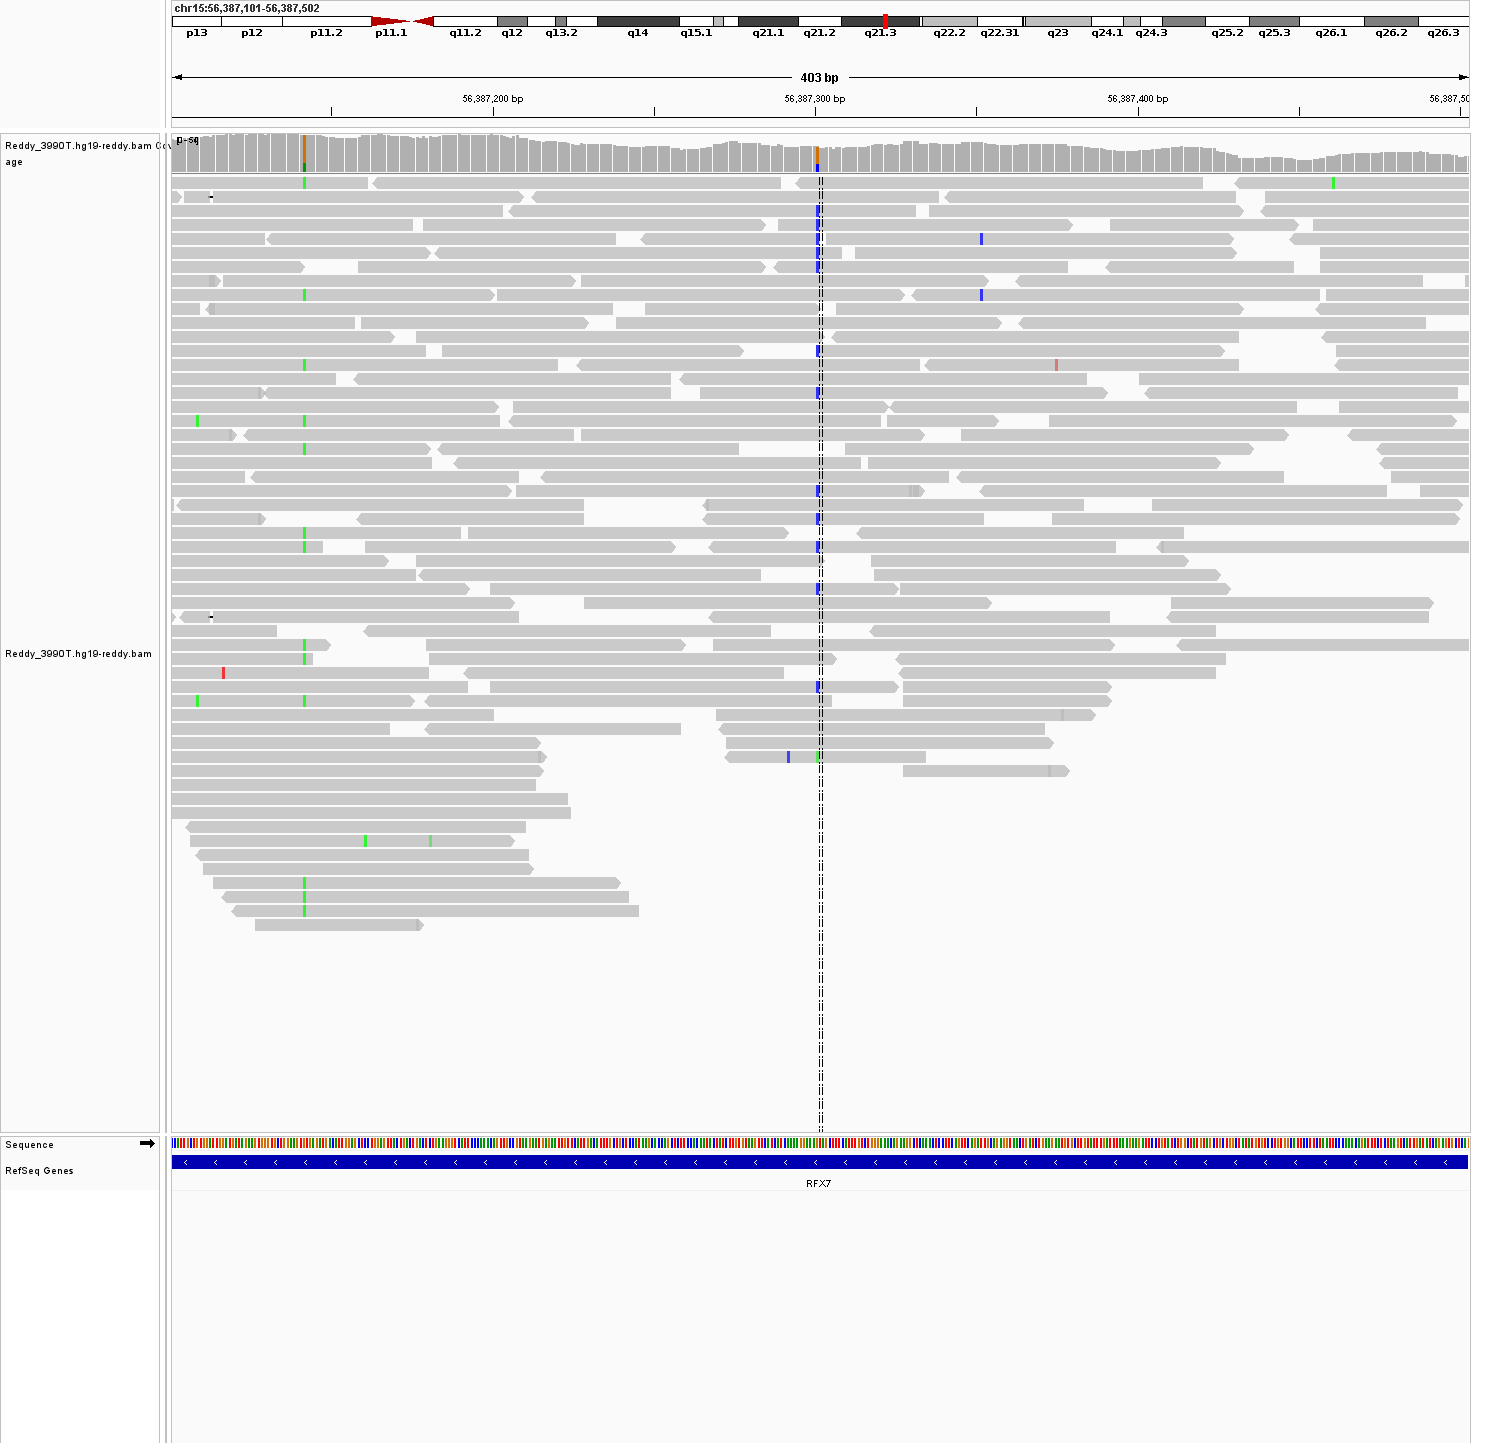 chr15:56,387,101-56,387,502
p13 p12 p11.2 p11.1 q11.2 q12 q13.2 q14 q15.1 q21.1 q21.2 q21.3 q22.2 q22.31 q23 q24.1 q24.3 q25.2 q25.3 q26.1 q26.2 q26.3
403 bp
56,387,200 bp 56,387,300 bp 56,387,400 bp 56,387,50
Reddy_3990T.hg19-reddy.bam Cov
age
Reddy_3990T.hg19-reddy.bam
Sequence
RefSeq Genes
RFX7